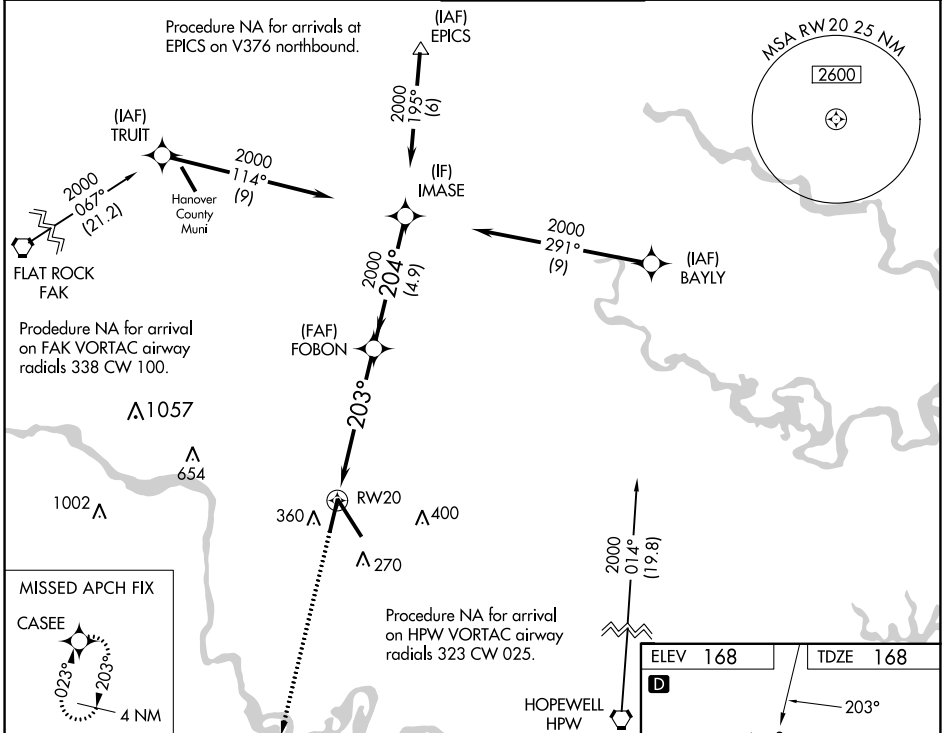 Procedure NA for arrivals at
EPICS on V376 northbound.
(IAF)
EPICS
MSA RW20 25 NM
2600
2000
195°
(6)
(IAF)
TRUIT
2000
114°
(9)
Hanover
County
Muni
2000
067°
(21.2)
FLAT ROCK
FAK
(IF)
IMASE
2000
291°
(9)
(IAF)
BAYLY
2000
204°
(4.9)
Prodedure NA for arrival
on FAK VORTAC airway
radials 338 CW 100.
(FAF)
FOBON
203°
1057
654
1002
RW20
360
400
270
2000
014°
(19.8)
MISSED APCH FIX
CASEE
023°
203°
4 NM
Procedure NA for arrival
on HPW VORTAC airway
radials 323 CW 025.
HOPEWELL
HPW
ELEV 168
TDZE 168
D
203°